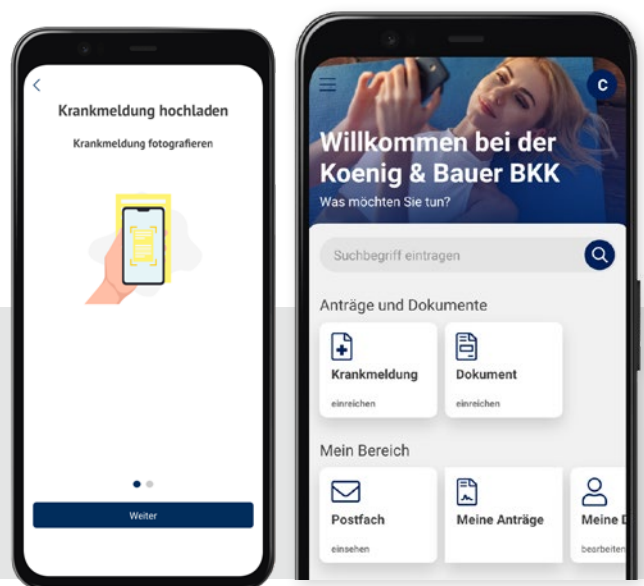 Krankmeldung hochladen
Krankmeldung fotografieren
Weiter
C
Willkommen bei der
Koenig & Bauer BKK
Was möchten Sie tun?
Suchbegriff eintragen
Anträge und Dokumente
Krankmeldung
einreichen
Dokument
einreichen
Mein Bereich
Postfach
einsehen
Meine Anträge
Meine D
bearbeiten